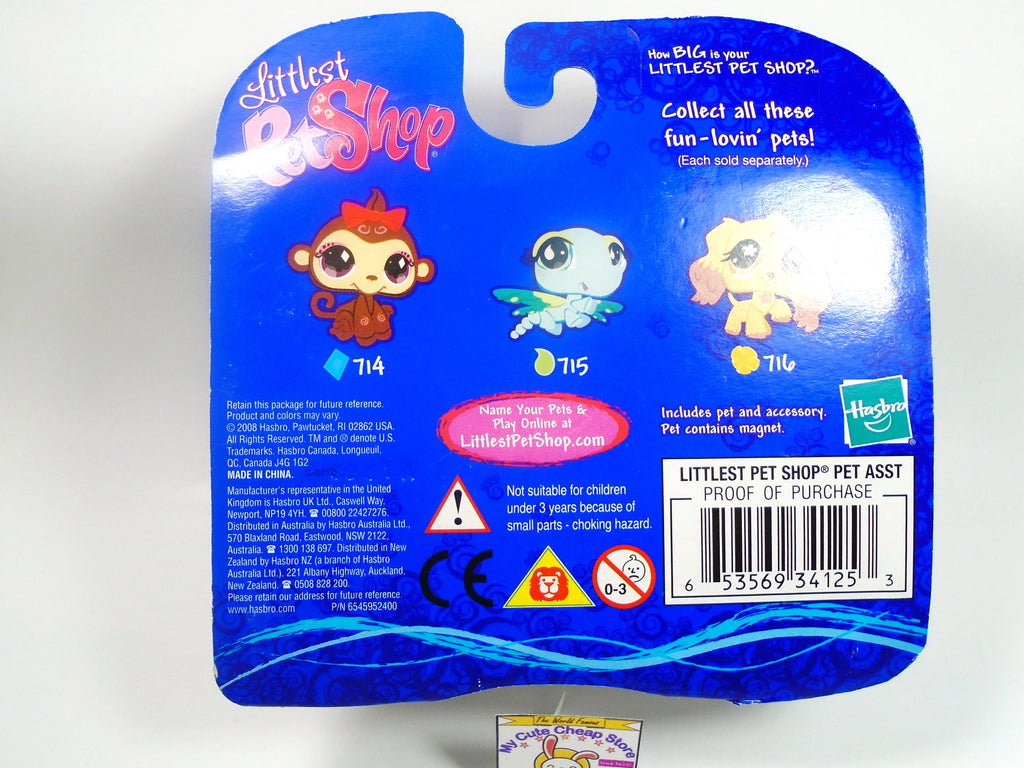 Littlest
PetShop
How BIG is your
LITTLEST PET SHOP?™
Collect all these
fun-lovin' pets!
(Each sold separately.)
714
715
716
Retain this package for future reference.
Product and colors may vary.
© 2008 Hasbro, Pawtucket, RI 02862 USA.
All Rights Reserved. TM and ® denote U.S.
Trademarks. Hasbro Canada, Longueuil,
QC, Canada J4G 1G2
MADE IN CHINA.
Manufacturer's representative in the United
Kingdom is Hasbro UK Ltd., Caswell Way,
Newport, NP19 4YH. ☎ 00800 22427276.
Distributed in Australia by Hasbro Australia Ltd.,
570 Blaxland Road, Eastwood, NSW 2122,
Australia. ☎ 1300 138 697. Distributed in New
Zealand by Hasbro NZ (a branch of Hasbro
Australia Ltd.), 221 Albany Highway, Auckland,
New Zealand. ☎ 0508 828 200.
Please retain our address for future reference.
www.hasbro.com P/N 6545952400
Name Your Pets &
Play Online at
LittlestPetShop.com
Not suitable for children
under 3 years because of
small parts - choking hazard.
CE
0-3
Includes pet and accessory.
Pet contains magnet.
Hasbro
LITTLEST PET SHOP® PET ASST
PROOF OF PURCHASE
6 53569 34125 3
The World Famous
My Cute Cheap Store